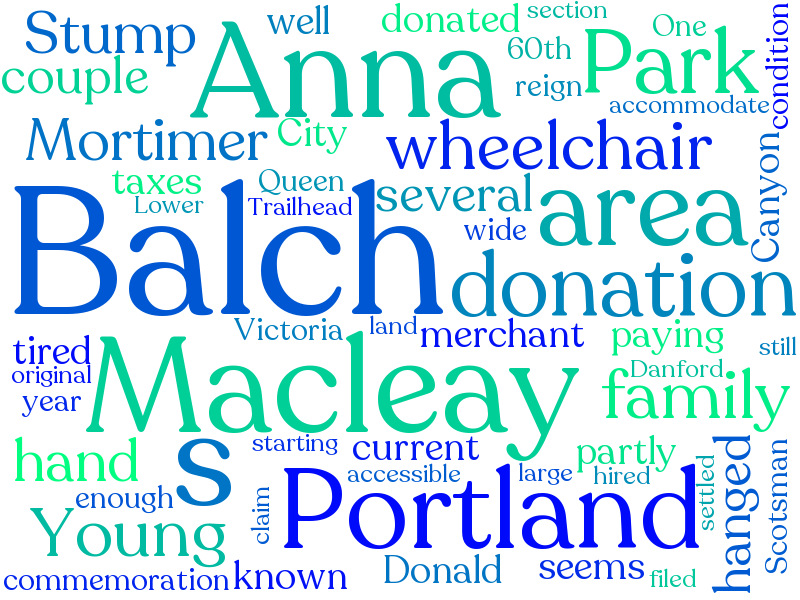 Stump
well
donated
section
One
condition
couple
Anna
60th
reign
Park
accommodate
Mortimer
City
wheelchair
Canyon
taxes
Queen
several
area
Lower
Trailhead
wide
Balch
donation
Victoria
land
merchant
paying
still
tired
original
year
Macleay
Danford
family
hand
s
starting
current
accessible
partly
large
hired
settled
hanged
Scotsman
enough
claim
Portland
Young
commemoration
known
Donald
seems
filed